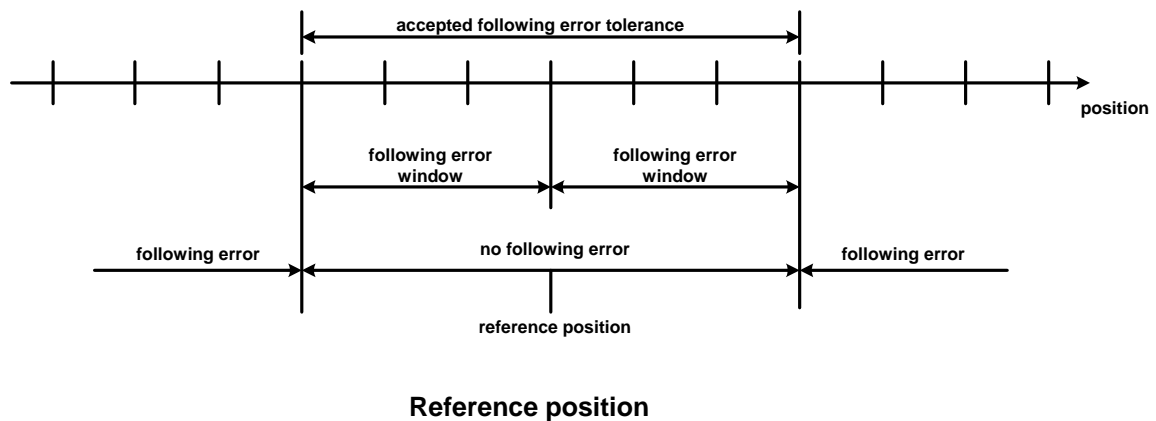 accepted following error tolerance
position
following error
window
following error
window
following error
no following error
following error
reference position
Reference position